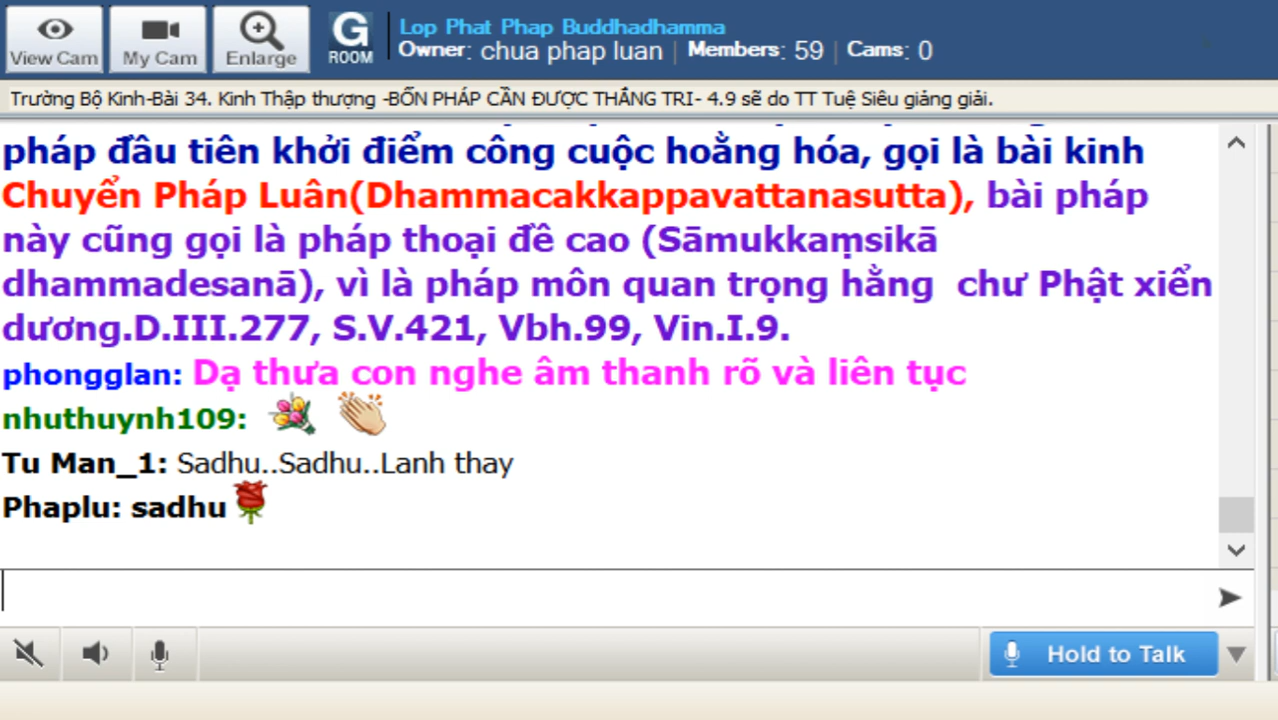 View Cam
My Cam
Enlarge
G
ROOM
Lop Phat Phap Buddhadhamma
Owner: chua phap luan | Members: 59 | Cams: 0
Trường Bộ Kinh-Bài 34. Kinh Thập thượng -BỐN PHÁP CẦN ĐƯỢC THẮNG TRI- 4.9 sẽ do TT Tuệ Siêu giảng giải.
pháp đầu tiên khởi điểm công cuộc hoằng hóa, gọi là bài kinh
Chuyển Pháp Luân(Dhammacakkappavattanasutta), bài pháp
này cũng gọi là pháp thoại đề cao (Sāmukkaṃsikā
dhammadesanā), vì là pháp môn quan trọng hằng  chư Phật xiển
dương.D.III.277, S.V.421, Vbh.99, Vin.I.9.
phongglan: Dạ thưa con nghe âm thanh rõ và liên tục
nhuthuynh109:
Tu Man_1: Sadhu..Sadhu..Lanh thay
Phaplu: sadhu
Hold to Talk